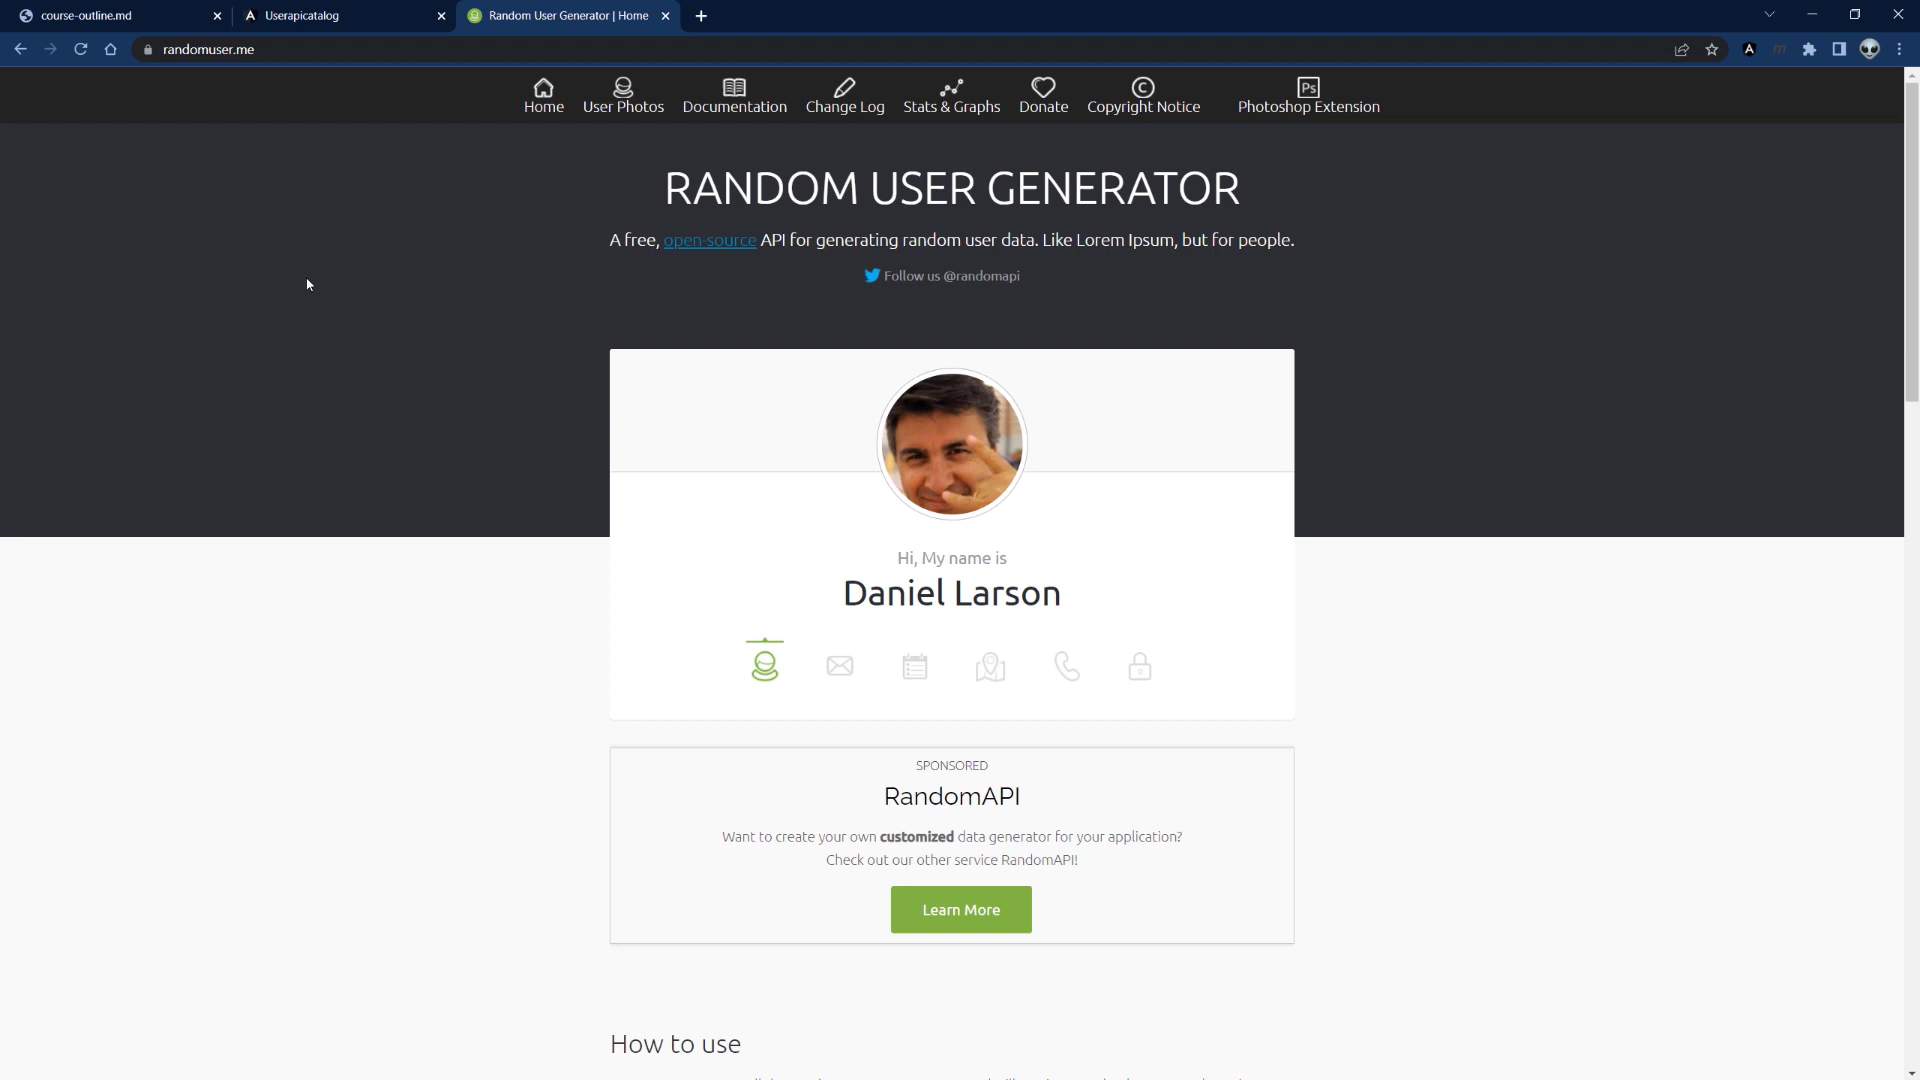 course-outline.md
Userapicatalog
Random User Generator | Home
randomuser.me
Home
User Photos
Documentation
Change Log
Stats & Graphs
Donate
Copyright Notice
Photoshop Extension
RANDOM USER GENERATOR
A free, open-source API for generating random user data. Like Lorem Ipsum, but for people.
Follow us @randomapi
Hi, My name is
Daniel Larson
SPONSORED
RandomAPI
Want to create your own customized data generator for your application?
Check out our other service RandomAPI!
Learn More
How to use